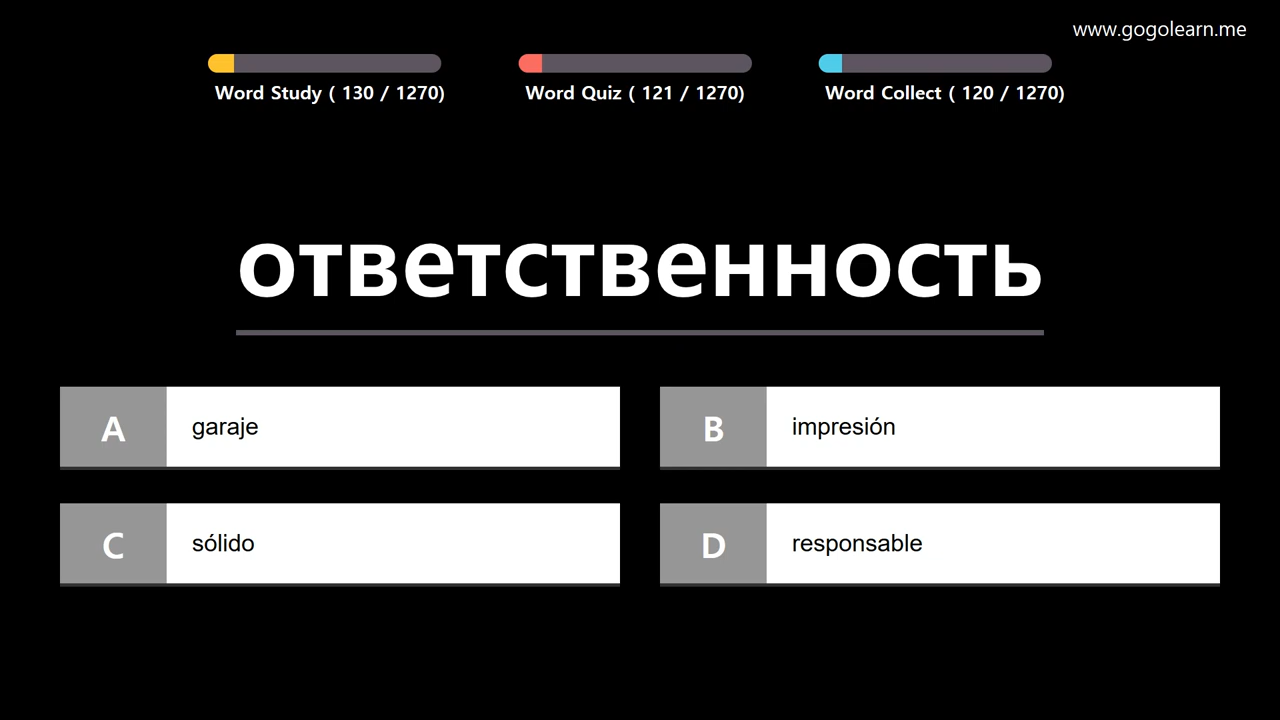 www.gogolearn.me
Word Study ( 130 / 1270)
Word Quiz ( 121 / 1270)
Word Collect ( 120 / 1270)
ответственность
A garaje
B impresión
C sólido
D responsable